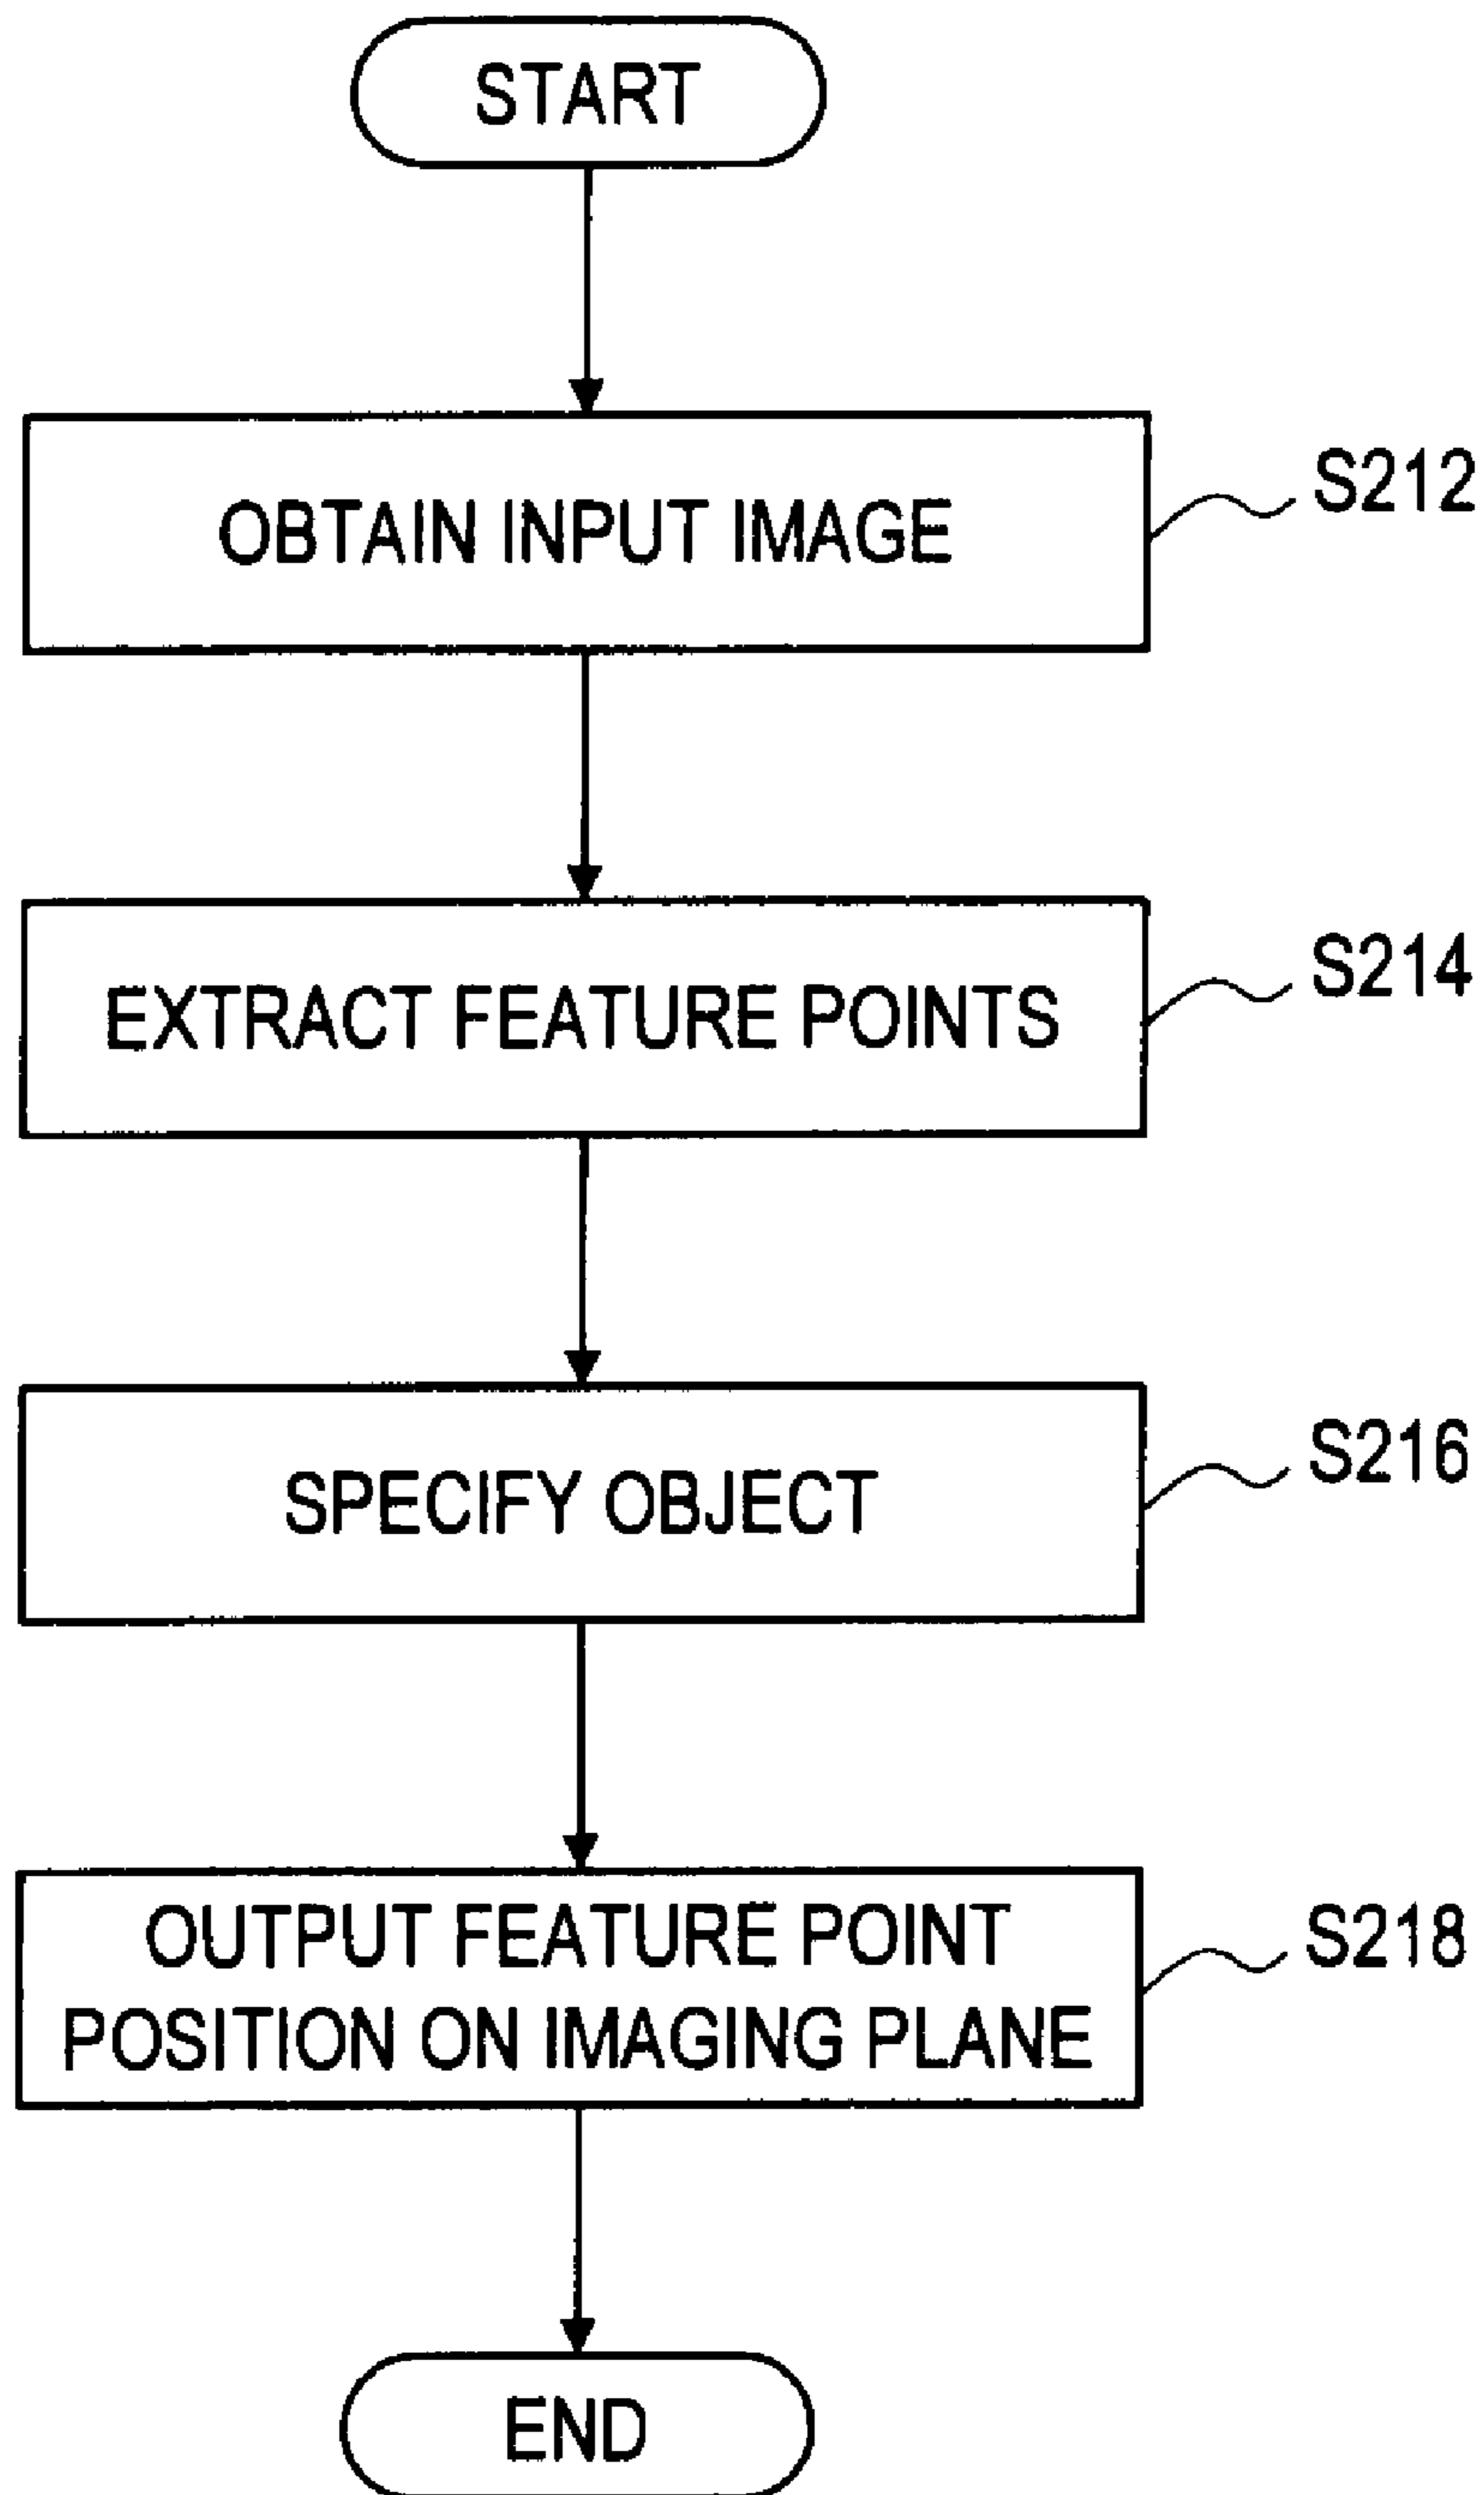 START
OBTAIN INPUT IMAGE
S212
EXTRACT FEATURE POINTS
S214
SPECIFY OBJECT
S216
OUTPUT FEATURE POINT
POSITION ON IMAGING PLANE
S218
END